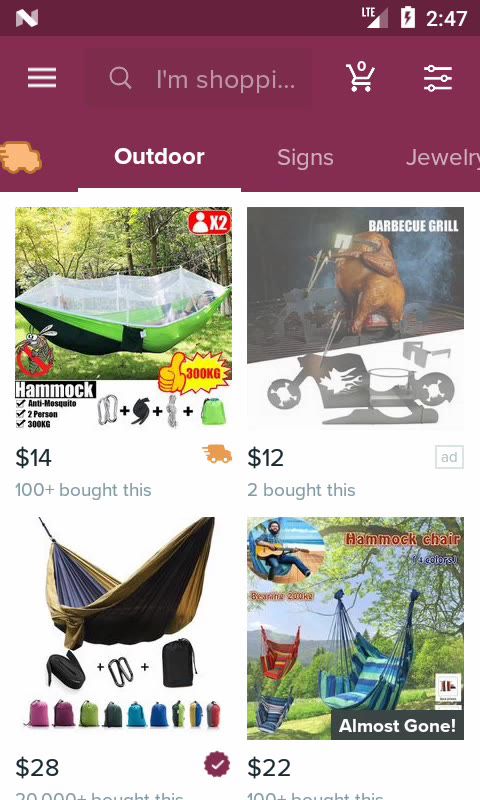 LTE
2:47
I'm shoppi...
0
Outdoor
Signs
Jewelry
X2
300KG
Hammock
Anti-Mosquito
2 Person
300KG
BARBECUE GRILL
$14
100+ bought this
$12
ad
2 bought this
Hammock chair
( 4 colors)
Bearing 200kg
Almost Gone!
$28
20,000+ bought this
$22
100+ bought this